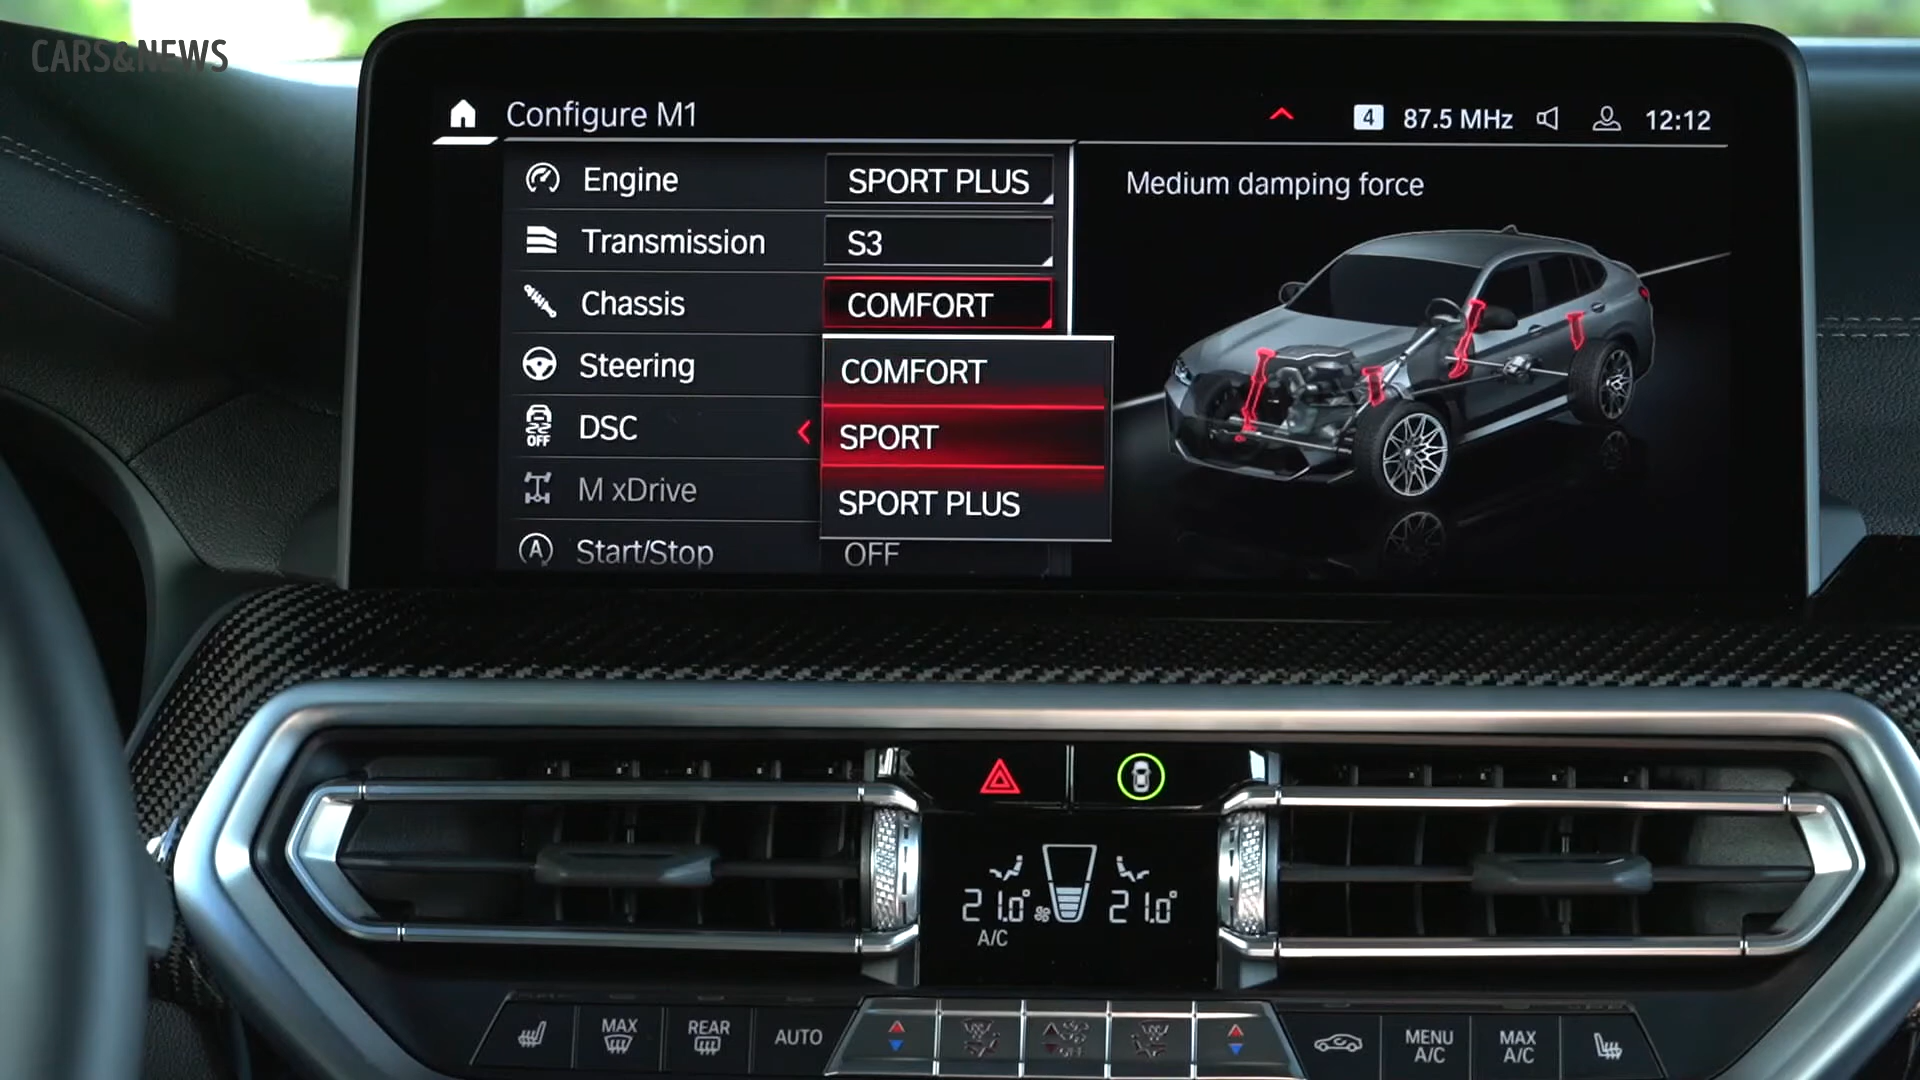 CARS&NEWS
Configure M1
4 87.5 MHz 12:12
Engine SPORT PLUS
Medium damping force
Transmission S3
Chassis COMFORT
Steering COMFORT
DSC SPORT
OFF
M xDrive SPORT PLUS
A Start/Stop OFF
21.0° 21.0°
A/C
MAX
REAR
AUTO
MENU A/C
MAX A/C